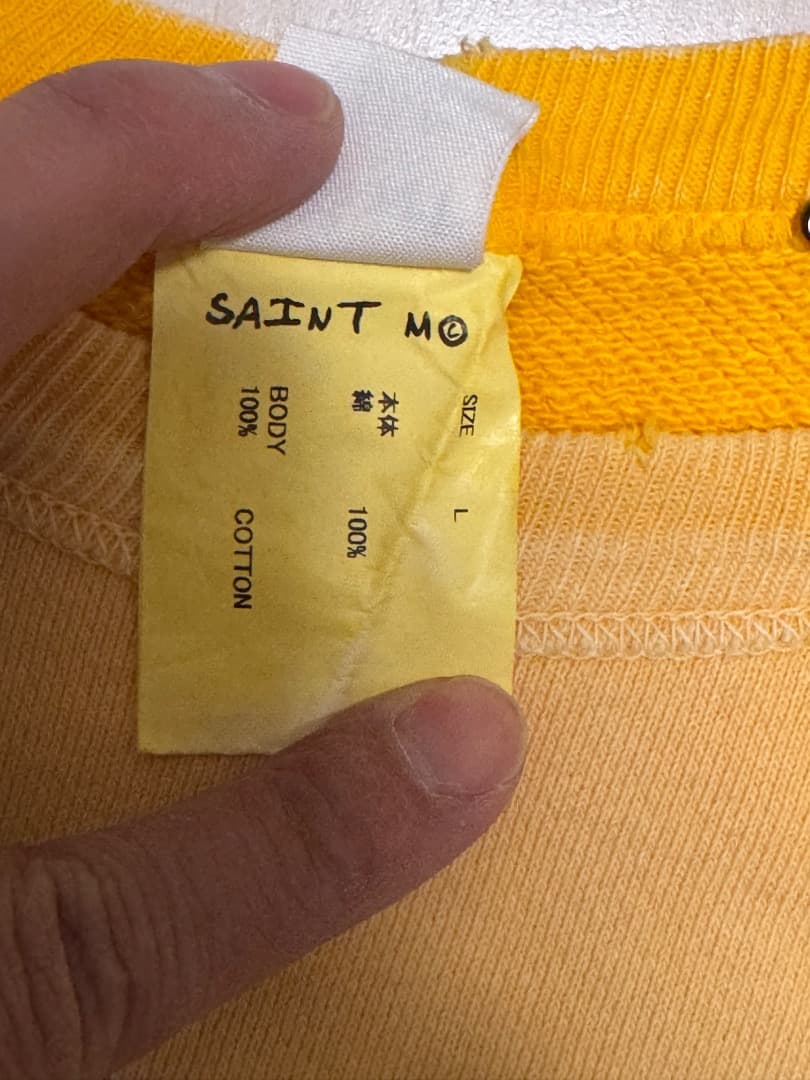 SAINT M©
SIZE L
本体
綿 100%
BODY
100% COTTON